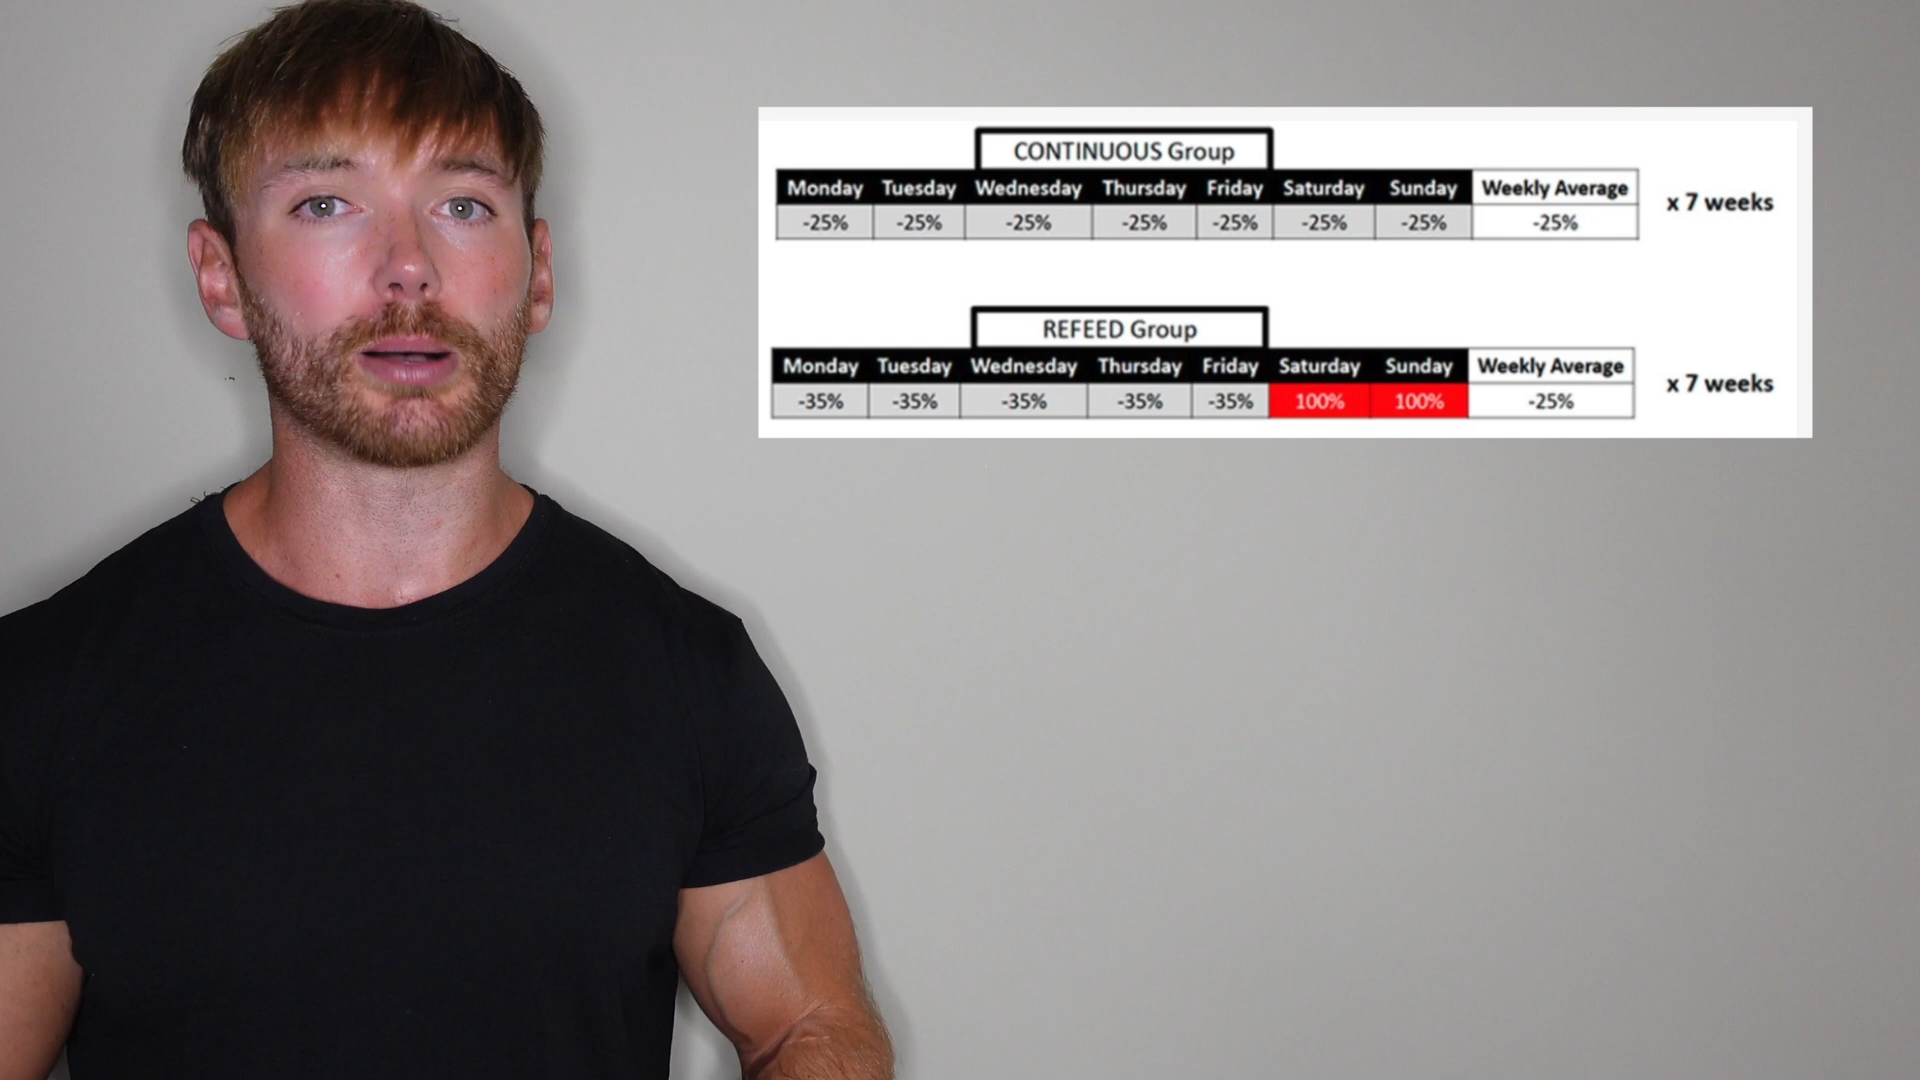 CONTINUOUS Group
Monday Tuesday Wednesday Thursday Friday Saturday Sunday Weekly Average
x 7 weeks
-25% -25% -25% -25% -25% -25% -25% -25%
REFEED Group
Monday Tuesday Wednesday Thursday Friday Saturday Sunday Weekly Average
x 7 weeks
-35% -35% -35% -35% -35% 100% 100% -25%